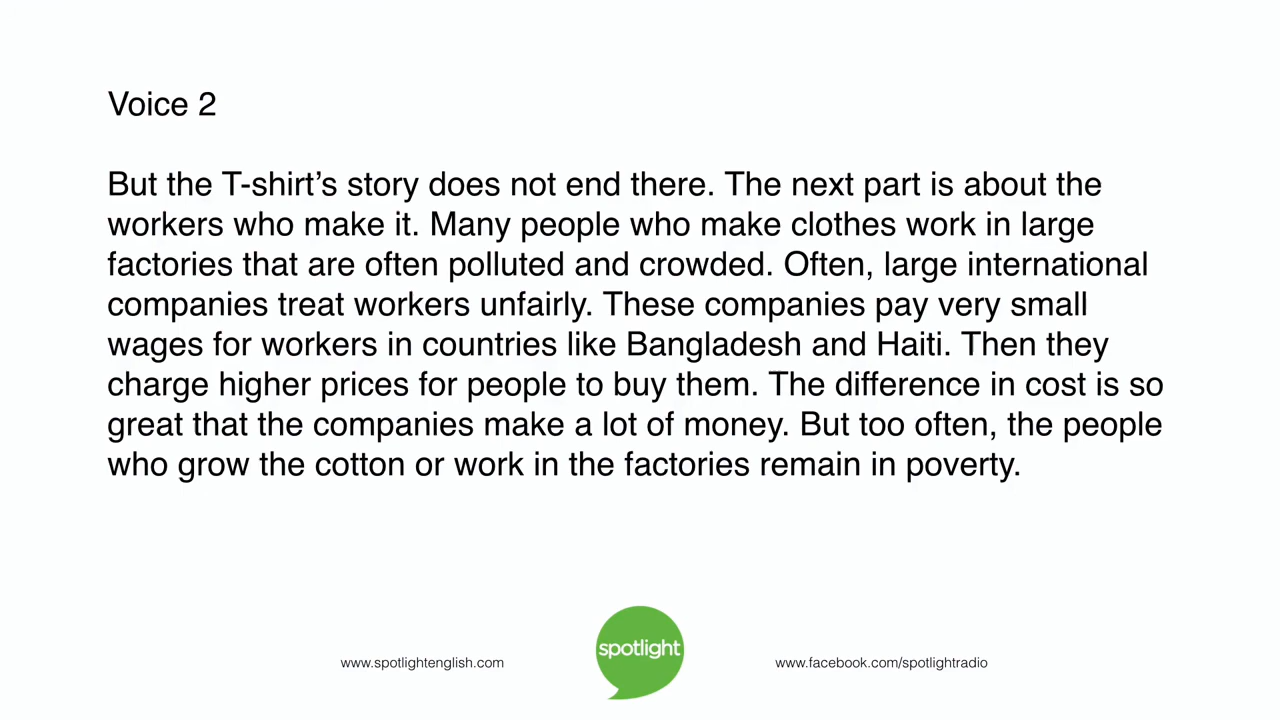 Voice 2
But the T-shirt’s story does not end there. The next part is about the
workers who make it. Many people who make clothes work in large
factories that are often polluted and crowded. Often, large international
companies treat workers unfairly. These companies pay very small
wages for workers in countries like Bangladesh and Haiti. Then they
charge higher prices for people to buy them. The difference in cost is so
great that the companies make a lot of money. But too often, the people
who grow the cotton or work in the factories remain in poverty.
www.spotlightenglish.com
spotlight
www.facebook.com/spotlightradio